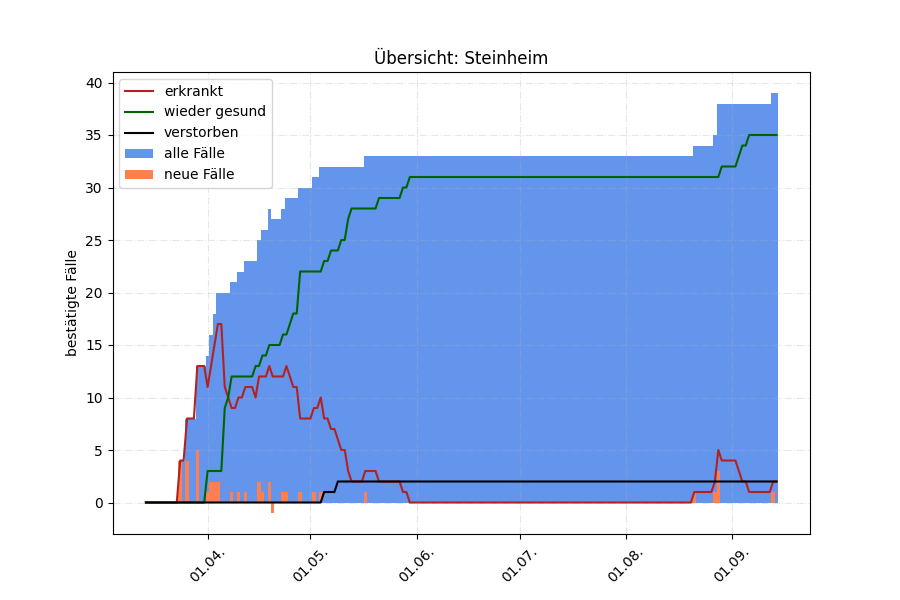 Übersicht: Steinheim
bestätigte Fälle
40
35
30
25
20
15
10
5
0
erkrankt
wieder gesund
verstorben
alle Fälle
neue Fälle
01.04.
01.05.
01.06.
01.07.
01.08.
01.09.